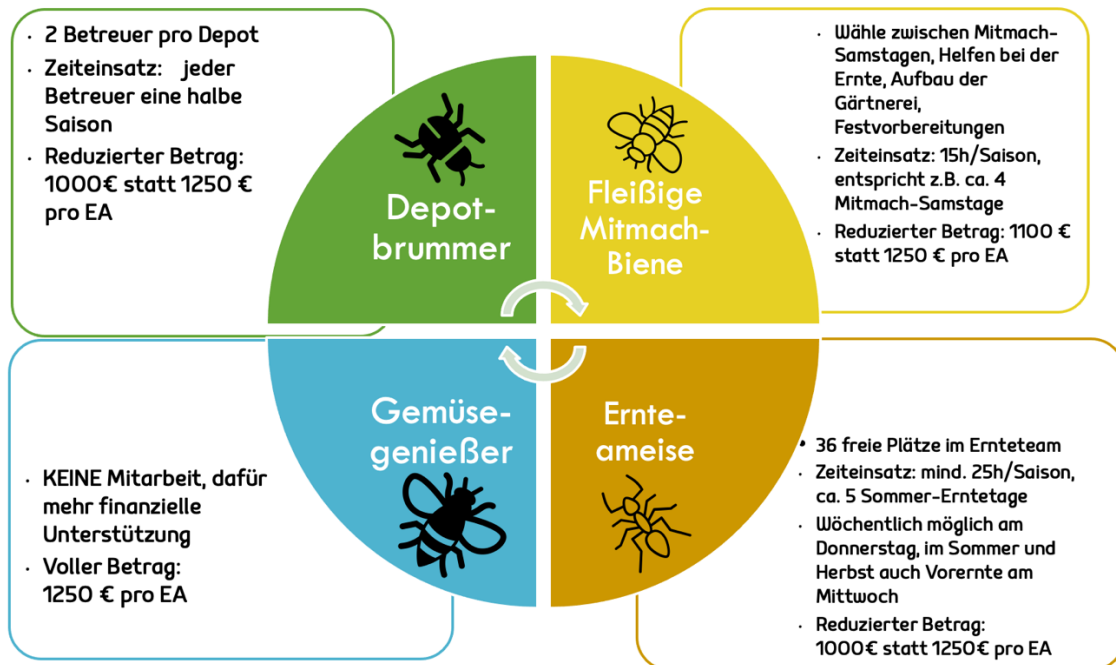 · 2 Betreuer pro Depot
· Zeiteinsatz: jeder
Betreuer eine halbe
Saison
· Reduzierter Betrag:
1000€ statt 1250 €
pro EA
Depot-
brummer
Fleißige
Mitmach-
Biene
· Wähle zwischen Mitmach-
Samstagen, Helfen bei der
Ernte, Aufbau der
Gärtnerei,
Festvorbereitungen
· Zeiteinsatz: 15h/Saison,
entspricht z.B. ca. 4
Mitmach-Samstage
· Reduzierter Betrag: 1100 €
statt 1250 € pro EA
· KEINE Mitarbeit, dafür
mehr finanzielle
Unterstützung
· Voller Betrag:
1250 € pro EA
Gemüse-
genießer
Ernte-
ameise
• 36 freie Plätze im Ernteteam
· Zeiteinsatz: mind. 25h/Saison,
ca. 5 Sommer-Erntetage
· Wöchentlich möglich am
Donnerstag, im Sommer und
Herbst auch Vorernte am
Mittwoch
· Reduzierter Betrag:
1000€ statt 1250€ pro EA